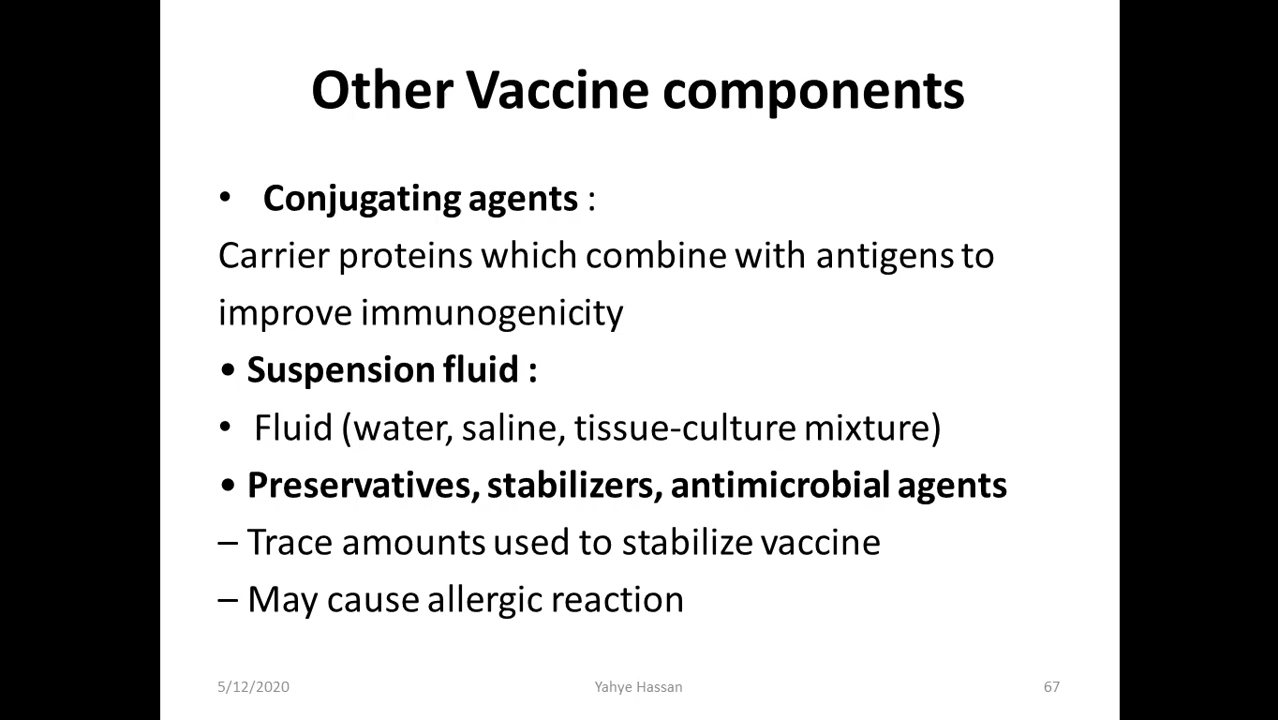 Other Vaccine components
• Conjugating agents :
Carrier proteins which combine with antigens to
improve immunogenicity
• Suspension fluid :
• Fluid (water, saline, tissue-culture mixture)
• Preservatives, stabilizers, antimicrobial agents
– Trace amounts used to stabilize vaccine
– May cause allergic reaction
5/12/2020 Yahye Hassan 67